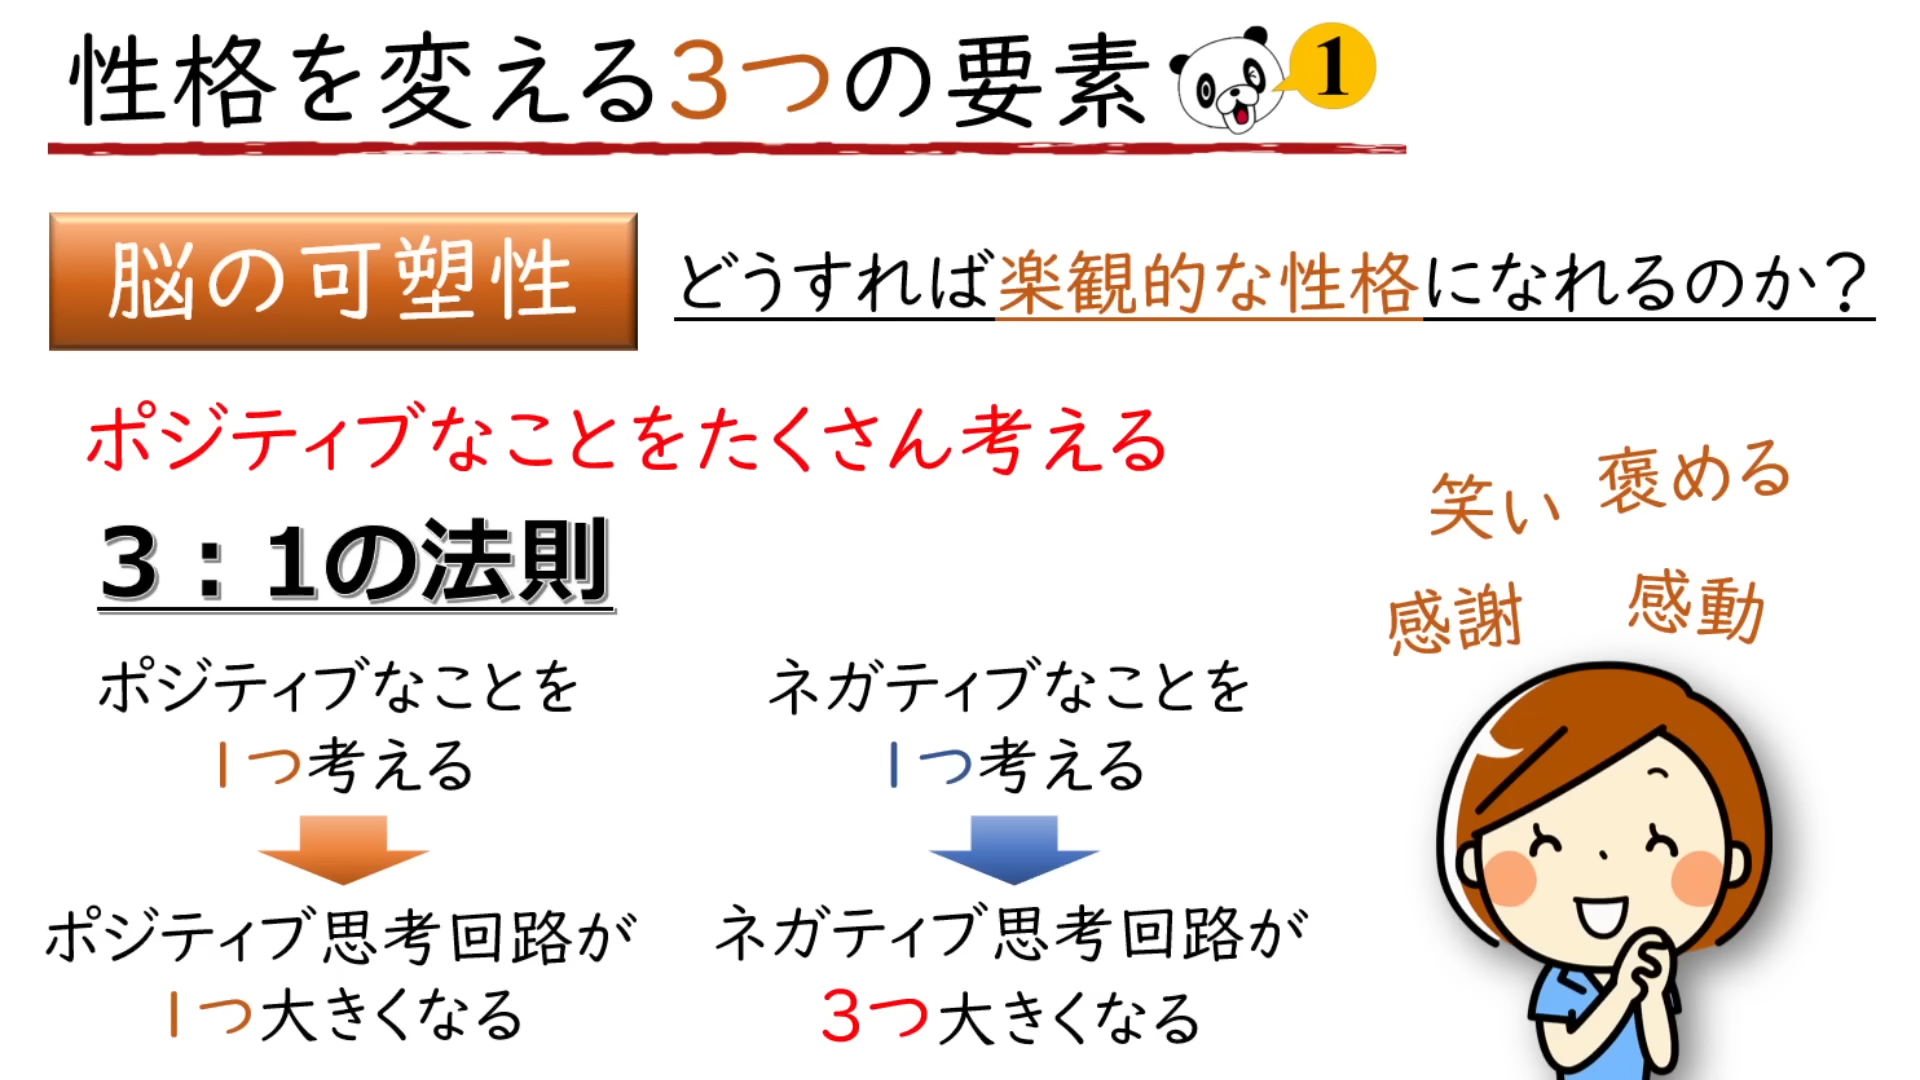 性格を変える3つの要素 1
脳の可塑性
どうすれば楽観的な性格になれるのか?
ポジティブなことをたくさん考える
3:1の法則
ポジティブなことを
1つ考える
ポジティブ思考回路が
1つ大きくなる
ネガティブなことを
1つ考える
ネガティブ思考回路が
3つ大きくなる
笑い
褒める
感謝
感動